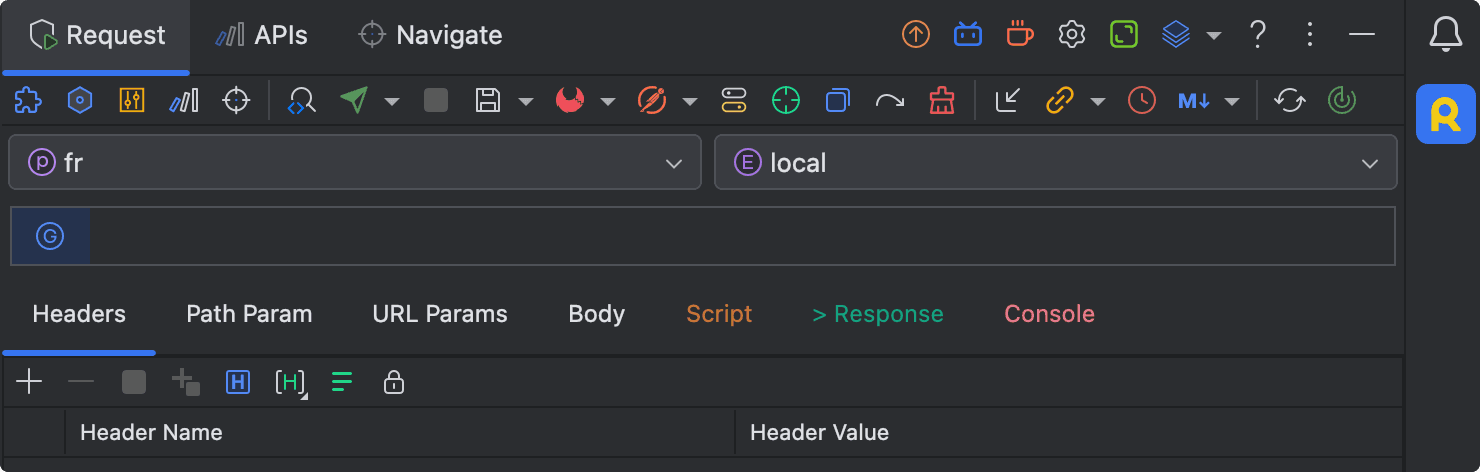 Request APIs Navigate ?
M↓
P fr E local
G
Headers Path Param URL Params Body Script > Response Console
H [H]
Header Name Header Value
R